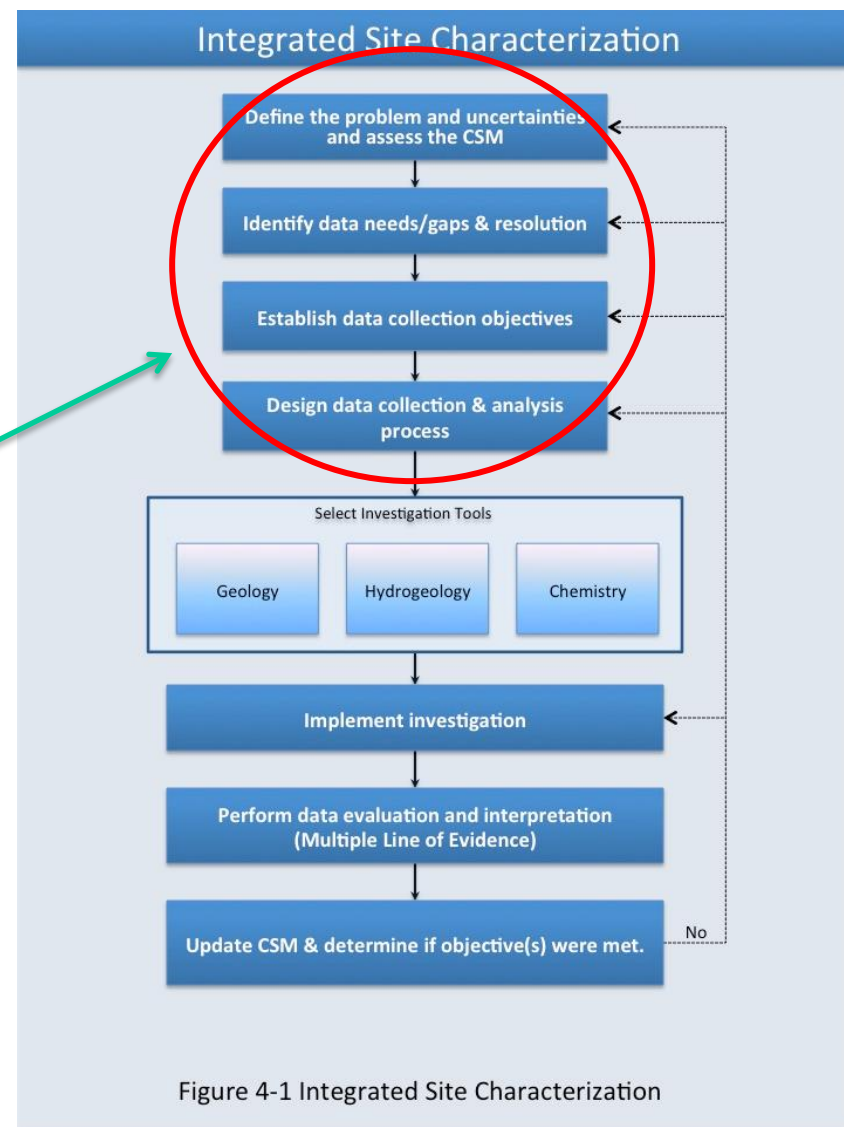 Integrated Site Characterization
Define the problem and uncertainties
and assess the CSM
Identify data needs/gaps & resolution
Establish data collection objectives
Design data collection & analysis
process
Select Investigation Tools
Geology
Hydrogeology
Chemistry
Implement investigation
Perform data evaluation and interpretation
(Multiple Line of Evidence)
Update CSM & determine if objective(s) were met.
No
Figure 4-1 Integrated Site Characterization